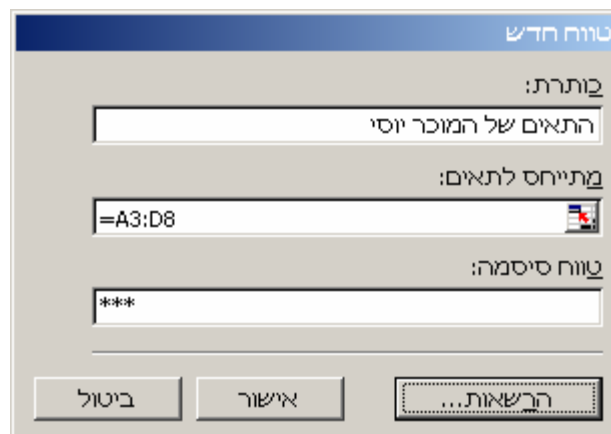 טווח חדש
כותרת:
התאים של המוכר יוסי
מתייחס לתאים:
=A3:D8
טווח סיסמה:
***
הרשאות... אישור ביטול